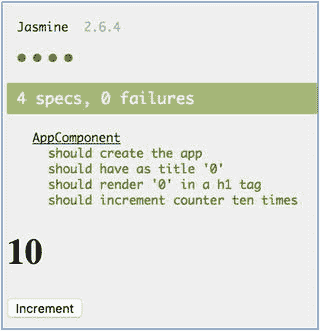 Jasmine 2.6.4
4 specs, 0 failures
AppComponent
should create the app
should have as title '0'
should render '0' in a h1 tag
should increment counter ten times
10
Increment